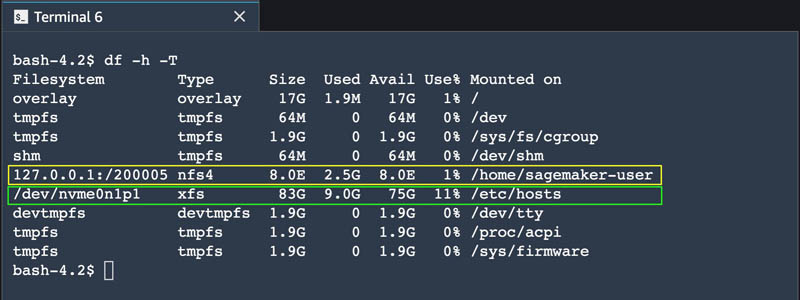 Terminal 6
bash-4.2$ df -h -T
Filesystem Type Size Used Avail Use% Mounted on
overlay overlay 17G 1.9M 17G 1% /
tmpfs tmpfs 64M 0 64M 0% /dev
tmpfs tmpfs 1.9G 0 1.9G 0% /sys/fs/cgroup
shm tmpfs 64M 0 64M 0% /dev/shm
127.0.0.1:/200005 nfs4 8.0E 2.5G 8.0E 1% /home/sagemaker-user
/dev/nvme0n1p1 xfs 83G 9.0G 75G 11% /etc/hosts
devtmpfs devtmpfs 1.9G 0 1.9G 0% /dev/tty
tmpfs tmpfs 1.9G 0 1.9G 0% /proc/acpi
tmpfs tmpfs 1.9G 0 1.9G 0% /sys/firmware
bash-4.2$